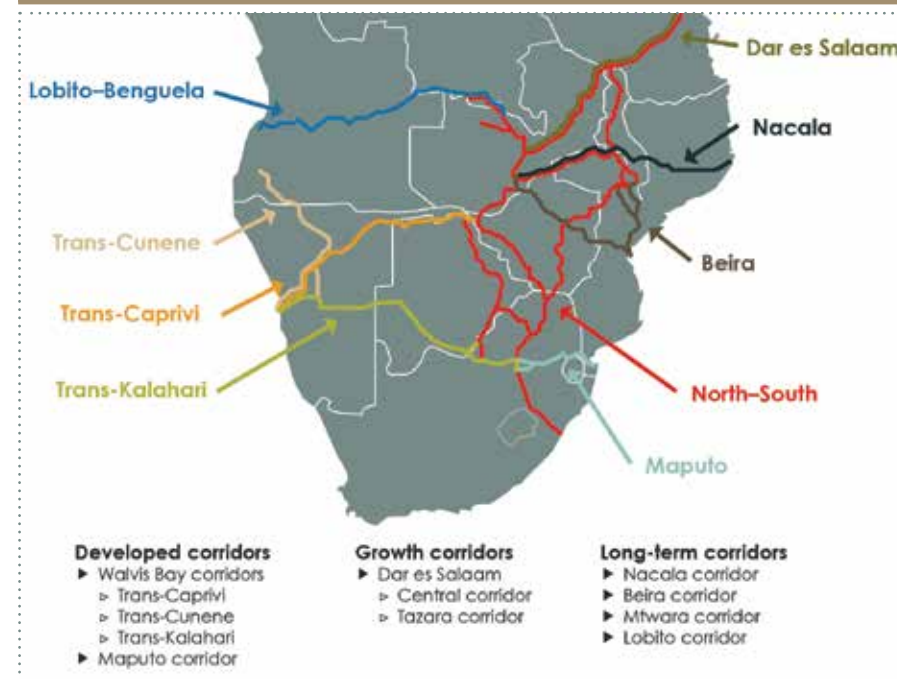 Dar es Salaam
Lobito–Benguela
Nacala
Trans-Cunene
Beira
Trans-Caprivi
Trans-Kalahari
North–South
Maputo
Developed corridors
▶ Walvis Bay corridors
▹ Trans-Caprivi
▹ Trans-Cunene
▹ Trans-Kalahari
▶ Maputo corridor
Growth corridors
▶ Dar es Salaam
▹ Central corridor
▹ Tazara corridor
Long-term corridors
▶ Nacala corridor
▶ Beira corridor
▶ Mtwara corridor
▶ Lobito corridor